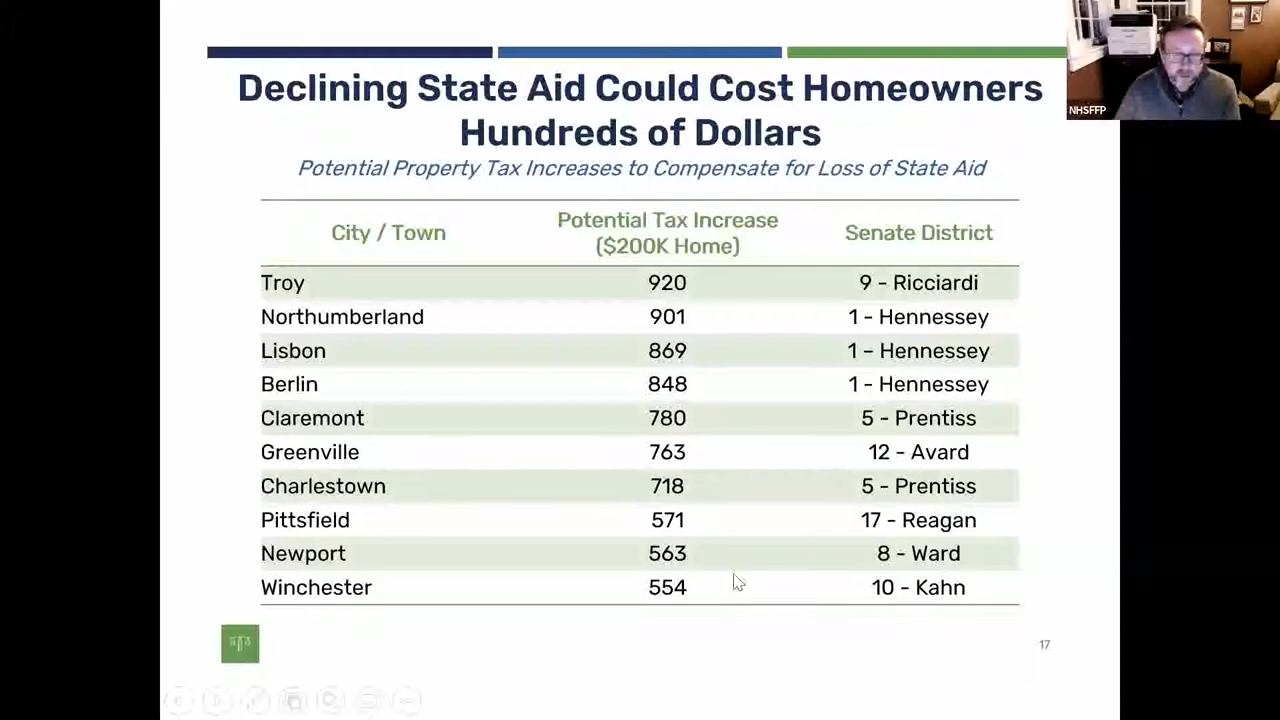 Declining State Aid Could Cost Homeowners
Hundreds of Dollars
Potential Property Tax Increases to Compensate for Loss of State Aid
City / Town Potential Tax Increase ($200K Home) Senate District
Troy 920 9 - Ricciardi
Northumberland 901 1 - Hennessey
Lisbon 869 1 – Hennessey
Berlin 848 1 - Hennessey
Claremont 780 5 - Prentiss
Greenville 763 12 - Avard
Charlestown 718 5 - Prentiss
Pittsfield 571 17 - Reagan
Newport 563 8 - Ward
Winchester 554 10 - Kahn
17
NHSFFP